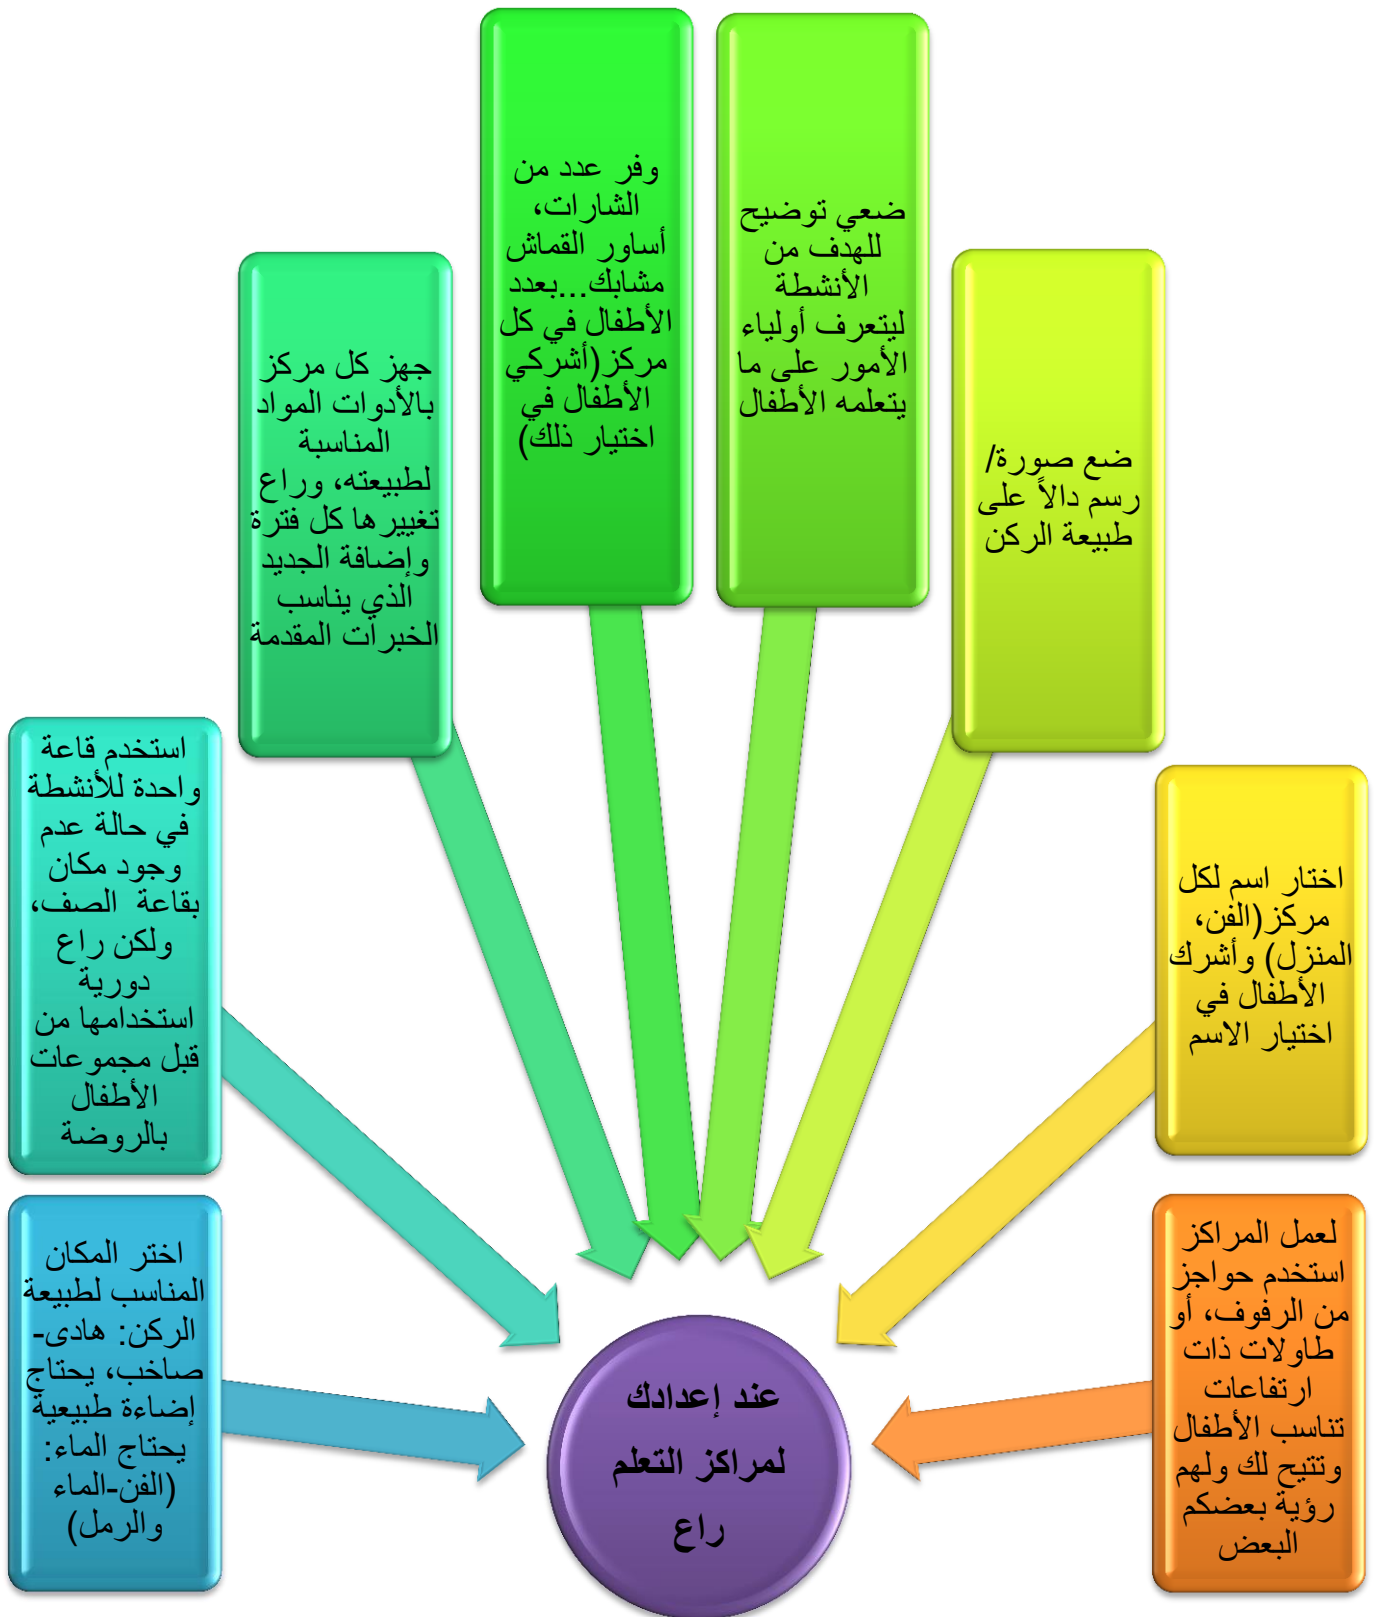 وفر عدد من
الشارات،
أساور القماش
مشابك...بعدد
الأطفال في كل
مركز(أشركي
الأطفال في
اختيار ذلك)
ضعي توضيح
للهدف من
الأنشطة
ليتعرف أولياء
الأمور على ما
يتعلمه الأطفال
جهز كل مركز
بالأدوات المواد
المناسبة
لطبيعته، وراع
تغييرها كل فترة
وإضافة الجديد
الذي يناسب
الخبرات المقدمة
ضع صورة/
رسم دالاً على
طبيعة الركن
استخدم قاعة
واحدة للأنشطة
في حالة عدم
وجود مكان
بقاعة الصف،
ولكن راع
دورية
استخدامها من
قبل مجموعات
الأطفال
بالروضة
اختار اسم لكل
مركز(الفن،
المنزل) وأشرك
الأطفال في
اختيار الاسم
اختر المكان
المناسب لطبيعة
الركن: هادى-
صاخب، يحتاج
إضاءة طبيعية
يحتاج الماء:
(الفن-الماء
والرمل)
لعمل المراكز
استخدم حواجز
من الرفوف، أو
طاولات ذات
ارتفاعات
تناسب الأطفال
وتتيح لك ولهم
رؤية بعضكم
البعض
عند إعدادك
لمراكز التعلم
راع